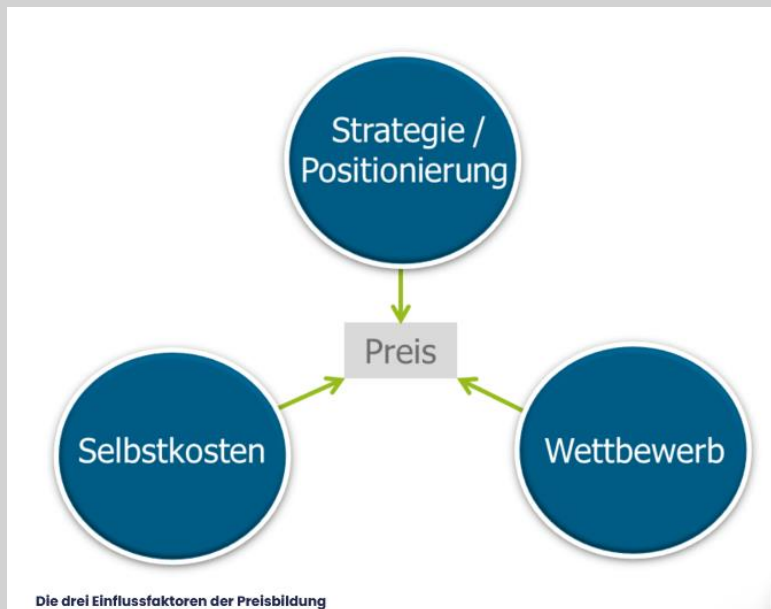 Strategie /
Positionierung
Preis
Selbstkosten
Wettbewerb
Die drei Einflussfaktoren der Preisbildung